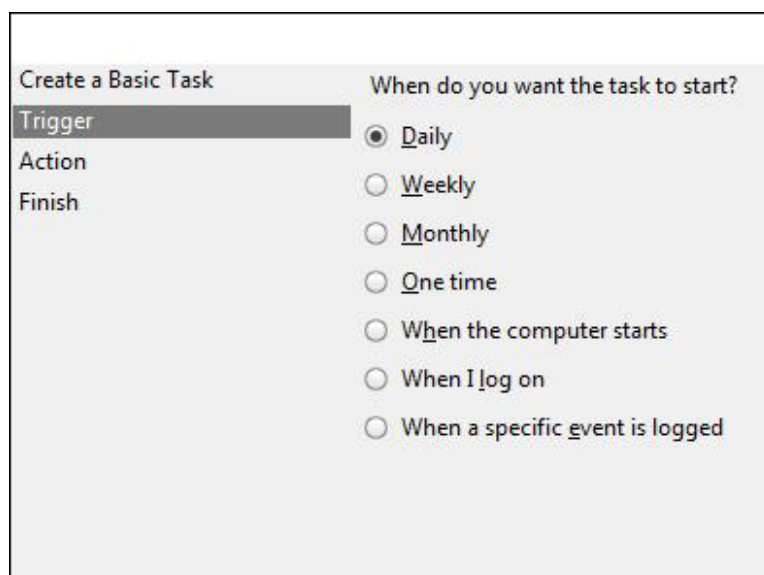 Create a Basic Task
Trigger
Action
Finish
When do you want the task to start?
Daily
Weekly
Monthly
One time
When the computer starts
When I log on
When a specific event is logged